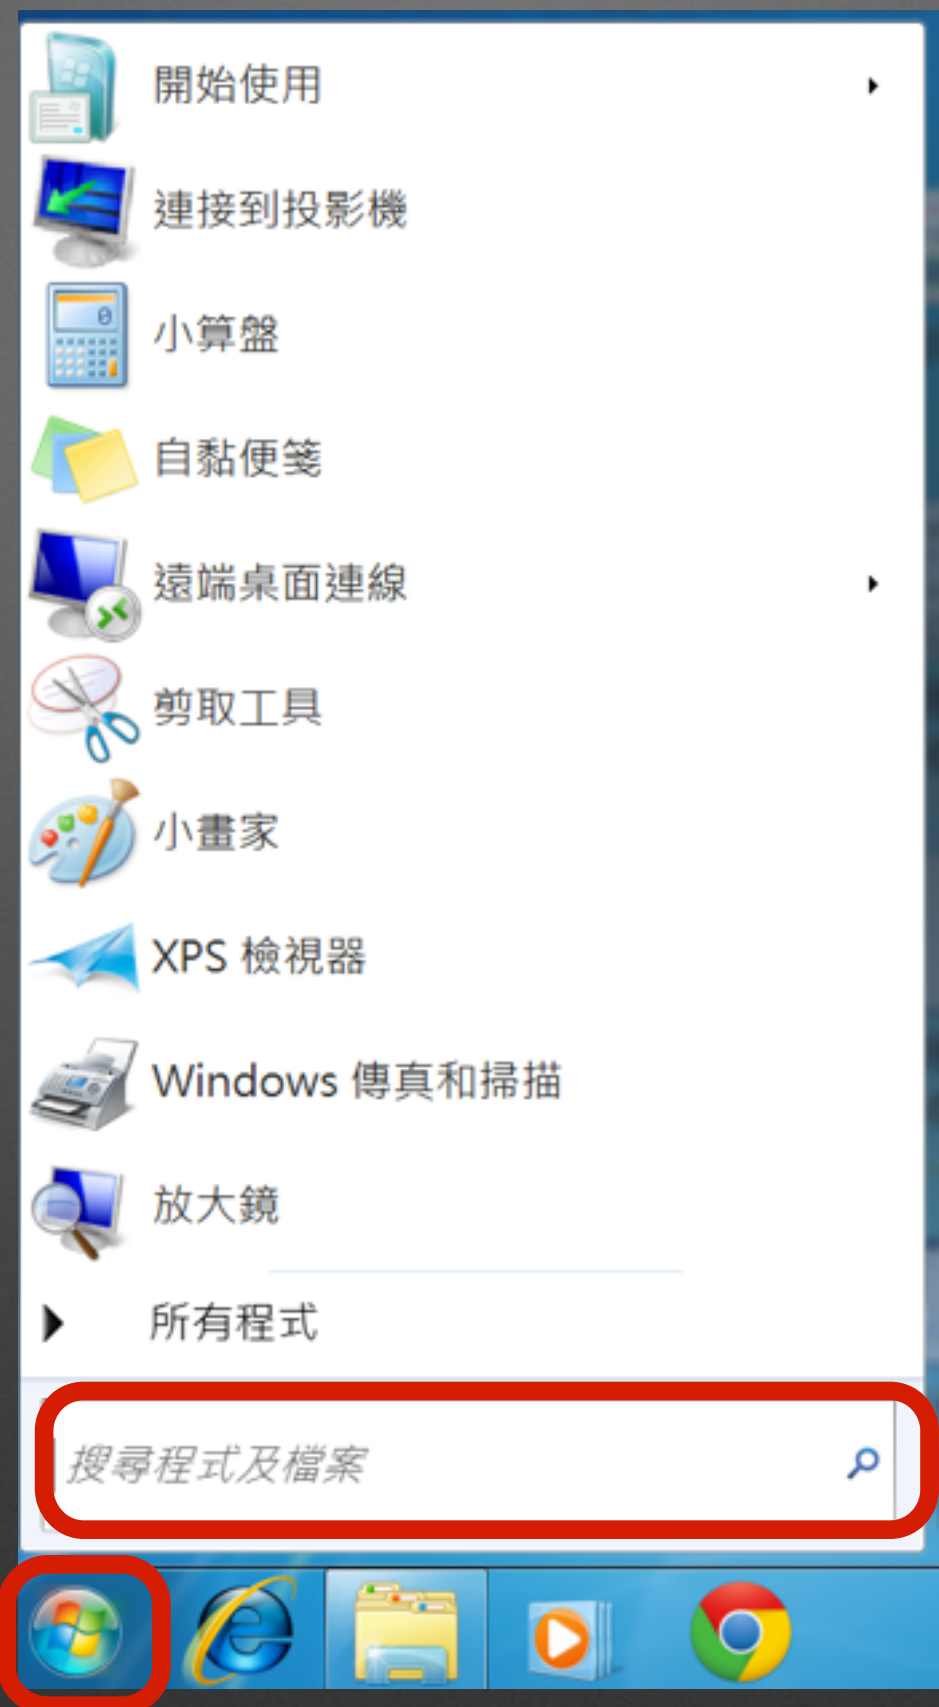 開始使用
連接到投影機
小算盤
自黏便箋
遠端桌面連線
剪取工具
小畫家
XPS 檢視器
Windows 傳真和掃描
放大鏡
所有程式
搜尋程式及檔案